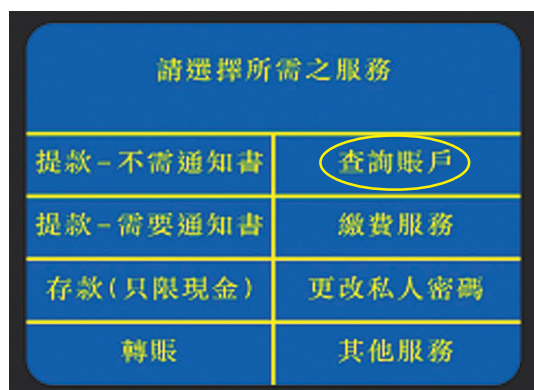 請選擇所需之服務
提款-不需通知書
查詢賬戶
提款-需要通知書
繳費服務
存款(只限現金)
更改私人密碼
轉賬
其他服務